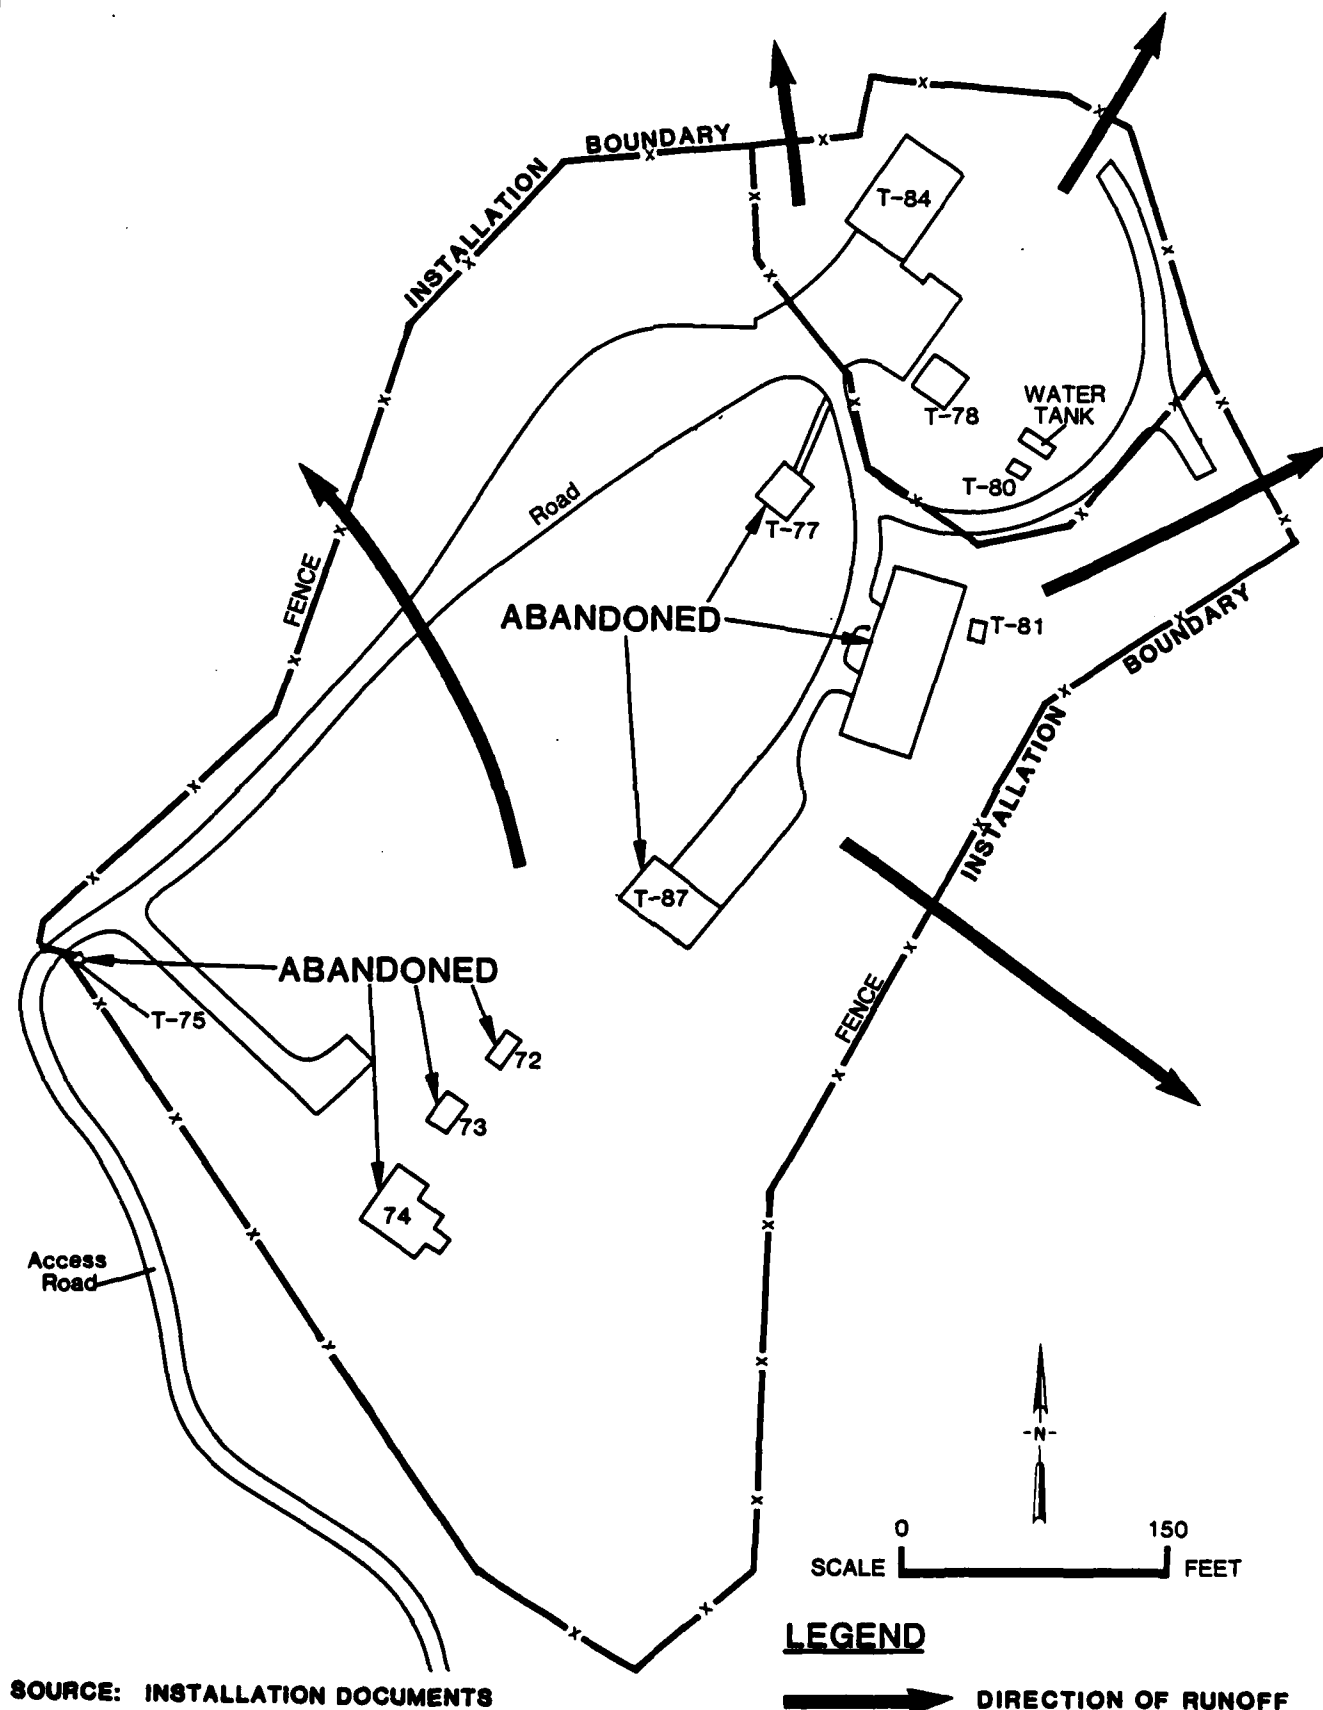 BOUNDARY
INSTALLATION
T-84
WATER
TANK
T-78
T-80
Road
T-77
FENCE
ABANDONED
T-81
BOUNDARY
INSTALLATION
T-87
ABANDONED
FENCE
T-75
72
73
74
Access
Road
-N-
0 150
SCALE FEET
LEGEND
SOURCE: INSTALLATION DOCUMENTS
DIRECTION OF RUNOFF